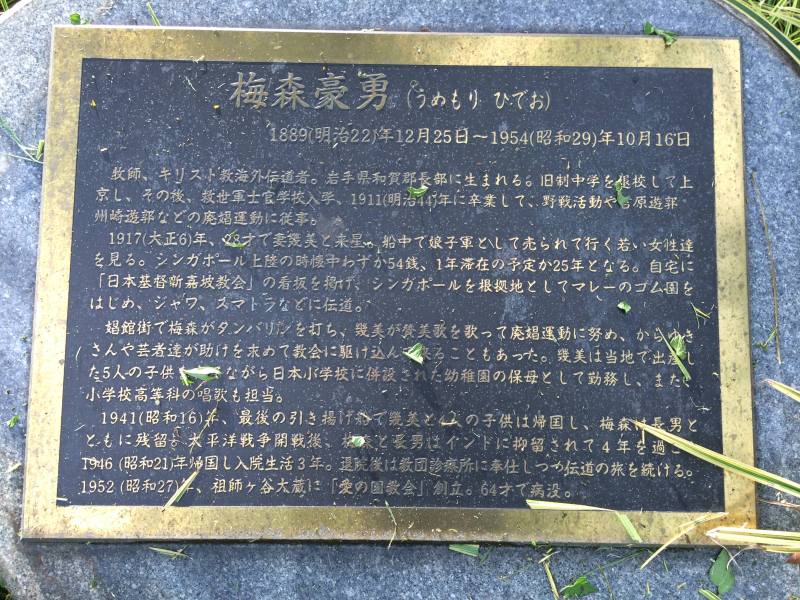 梅森豪勇 (うめもり ひでお)
1889(明治22)年12月25日～1954(昭和29)年10月16日
牧師、キリスト教海外伝道者。岩手県和賀郡長部に生まれる。旧制中学を退校して上
京し、その後、救世軍士官学校入学、1911(明治44)年に卒業して、野戦活動や吉原遊郭
州崎遊郭などの廃娼運動に従事。
1917(大正6)年、才で妻幾美と来星。船中で娘子軍として売られて行く若い女性達
を見る。シンガポール上陸の時懐中わずか54銭、1年滞在の予定が25年となる。自宅に
「日本基督新嘉坡教会」の看板を掲げ、シンガポールを根拠地としてマレーのゴム園を
はじめ、ジャワ、スマトラなどに伝道。
娼館街で梅森がタンバリンを打ち、幾美が賛美歌を歌って廃娼運動に努め、からゆき
さんや芸者達が助けを求めて教会に駆け込んで来ることもあった。幾美は当地で出産し
た5人の子供ながら日本小学校に併設された幼稚園の保母として勤務し、また
小学校高等科の唱歌も担当。
1941(昭和16)年、最後の引き揚げ船で幾美と4人の子供は帰国し、梅森は長男と
ともに残留。太平洋戦争開戦後、梅森と長男はインドに抑留されて4年を過ごし
1946 (昭和21)年帰国し入院生活3年。退院後は教団診療所に奉仕しつつ伝道の旅を続ける。
1952 (昭和27)年、祖師ヶ谷大蔵に「愛の園教会」創立。64才で病没。